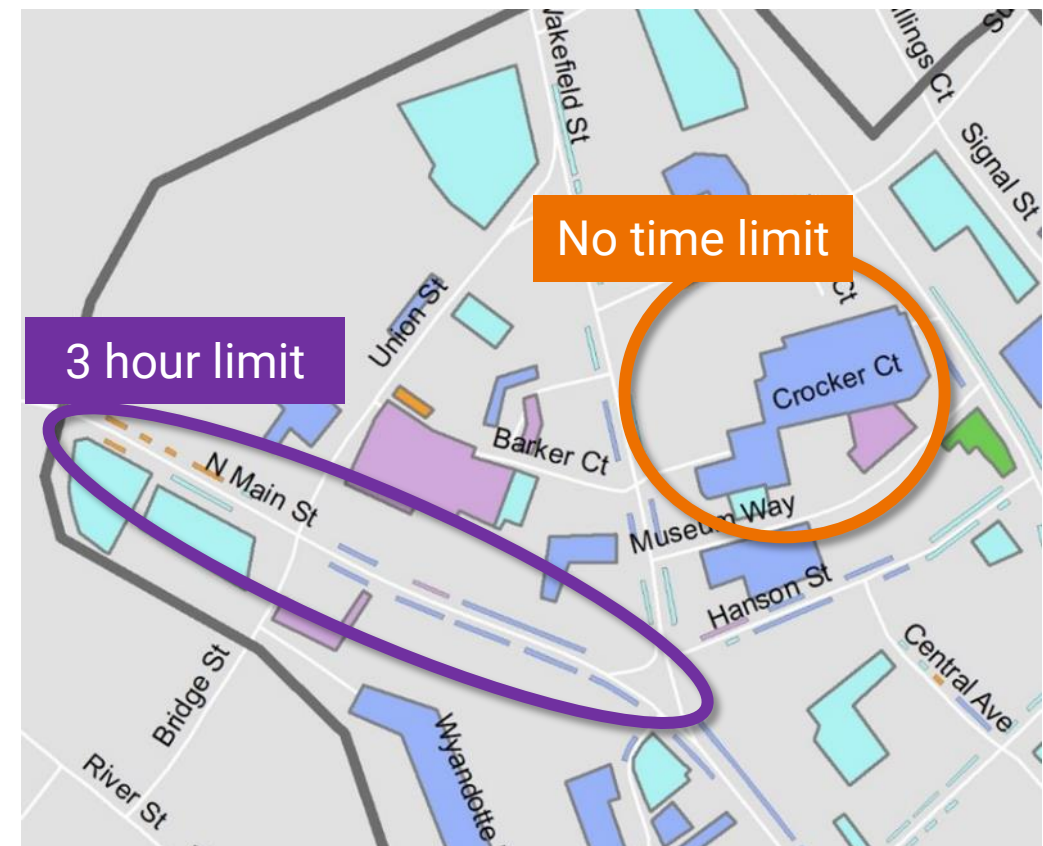 Wakefield St
Signal St
No time limit
Ct
Union St
3 hour limit
Crocker Ct
Barker Ct
N Main St
Museum Way
Hanson St
Central Ave
Bridge St
Wyandotte
River St